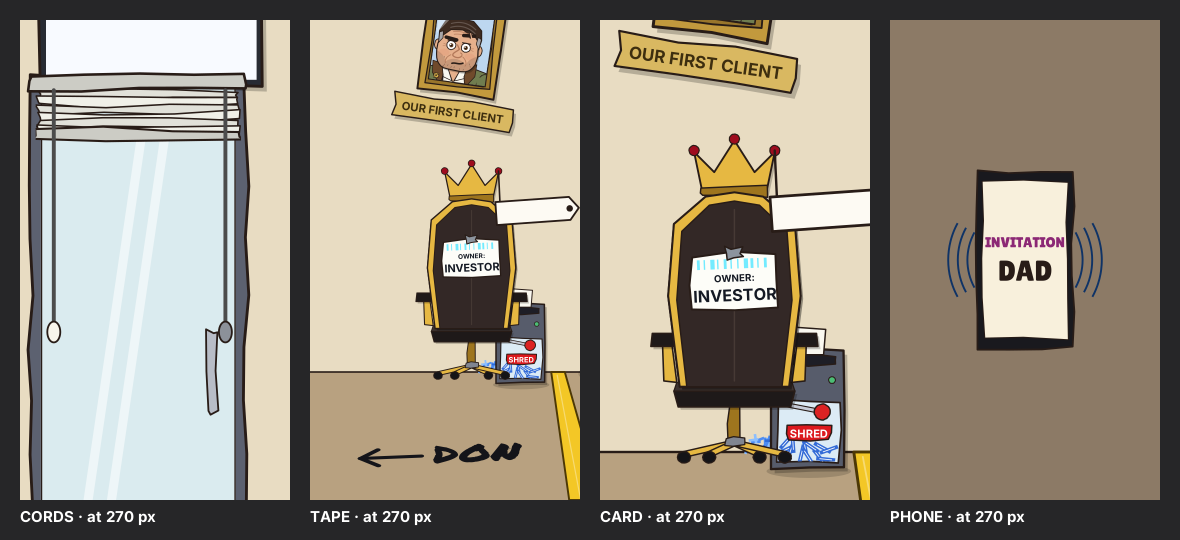 OUR FIRST CLIENT
OWNER:
INVESTOR
SHRED
DON
CORDS · at 270 px
TAPE · at 270 px
OUR FIRST CLIENT
OWNER:
INVESTOR
SHRED
CARD · at 270 px
INVITATION
DAD
PHONE · at 270 px